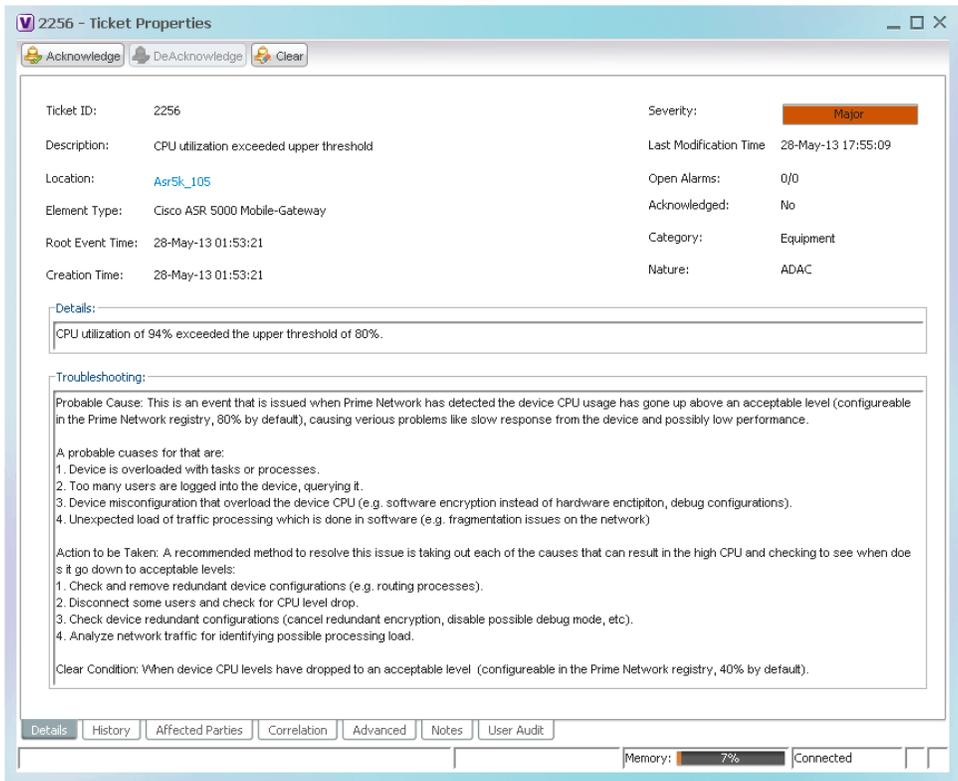 V 2256 - Ticket Properties
Acknowledge DeAcknowledge Clear
Ticket ID: 2256
Severity: Major
Description: CPU utilization exceeded upper threshold
Last Modification Time 28-May-13 17:55:09
Location: Asr5k_105
Open Alarms: 0/0
Element Type: Cisco ASR 5000 Mobile-Gateway
Acknowledged: No
Root Event Time: 28-May-13 01:53:21
Category: Equipment
Creation Time: 28-May-13 01:53:21
Nature: ADAC
Details:
CPU utilization of 94% exceeded the upper threshold of 80%.
Troubleshooting:
Probable Cause: This is an event that is issued when Prime Network has detected the device CPU usage has gone up above an acceptable level (configureable
in the Prime Network registry, 80% by default), causing verious problems like slow response from the device and possibly low performance.
A probable cuases for that are:
1. Device is overloaded with tasks or processes.
2. Too many users are logged into the device, querying it.
3. Device misconfiguration that overload the device CPU (e.g. software encryption instead of hardware enctipiton, debug configurations).
4. Unexpected load of traffic processing which is done in software (e.g. fragmentation issues on the network)
Action to be Taken: A recommended method to resolve this issue is taking out each of the causes that can result in the high CPU and checking to see when doe
s it go down to acceptable levels:
1. Check and remove redundant device configurations (e.g. routing processes).
2. Disconnect some users and check for CPU level drop.
3. Check device redundant configurations (cancel redundant encryption, disable possible debug mode, etc).
4. Analyze network traffic for identifying possible processing load.
Clear Condition: When device CPU levels have dropped to an acceptable level (configureable in the Prime Network registry, 40% by default).
Details History Affected Parties Correlation Advanced Notes User Audit
Memory: 7% Connected